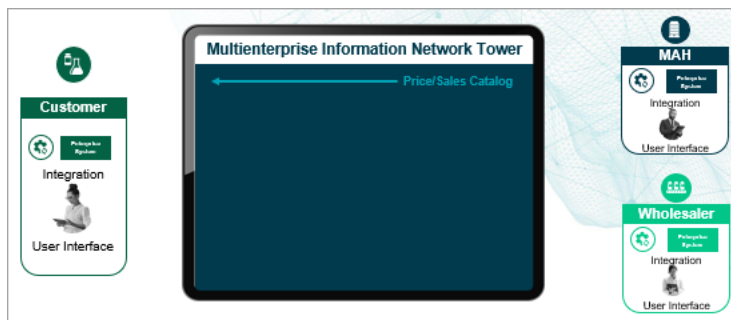 Multienterprise Information Network Tower
Price/Sales Catalog
Customer
Integration
User Interface
MAH
Integration
User Interface
Wholesaler
Integration
User Interface